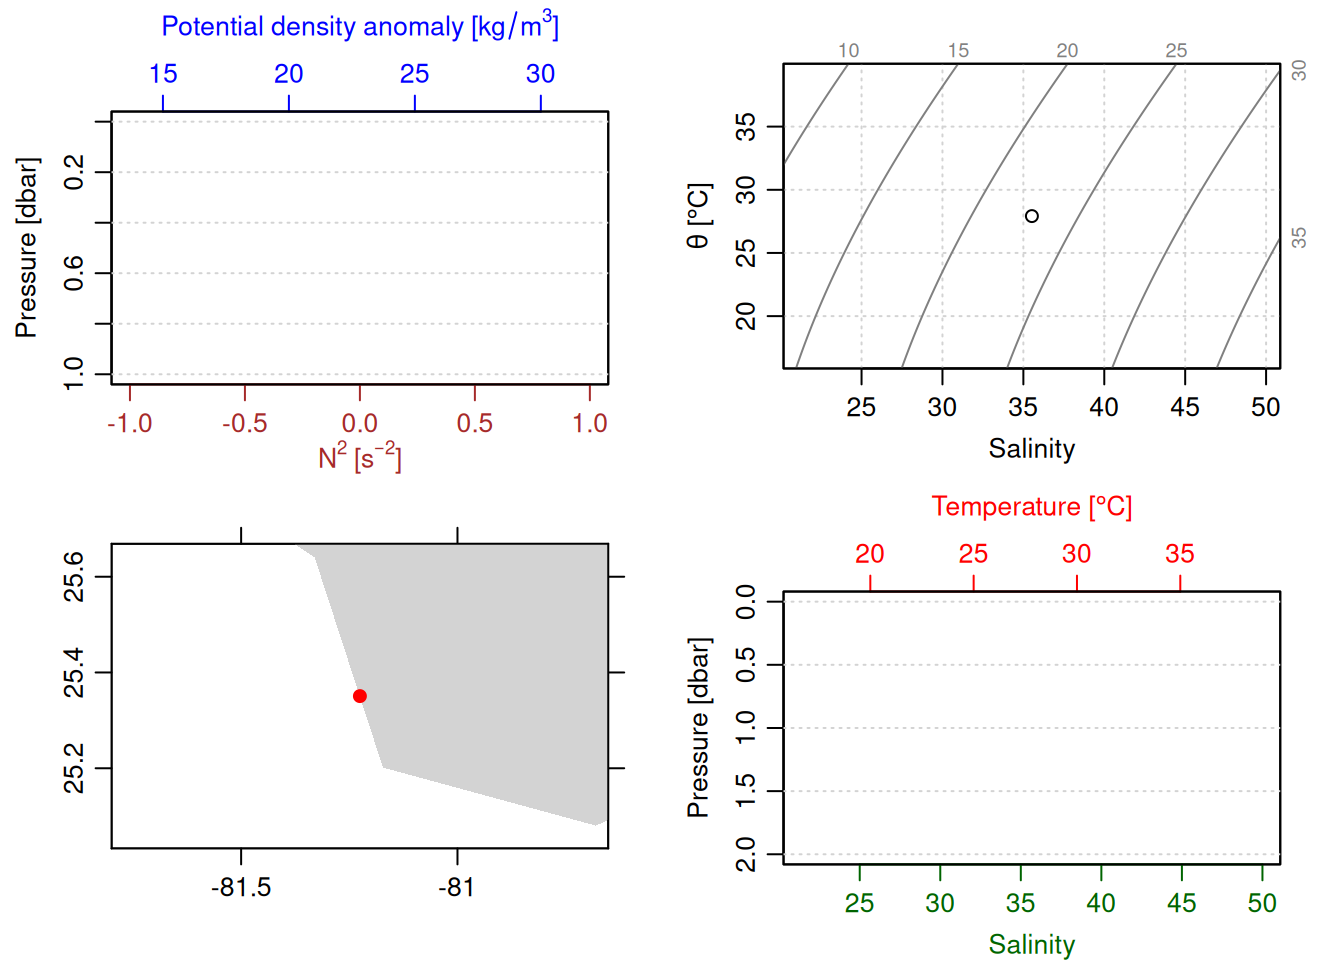 Potential density anomaly [kg/m³]
15 20 25 30
Pressure [dbar]
0.2 0.6 1.0
-1.0 -0.5 0.0 0.5 1.0
N² [s⁻²]
10 15 20 25 30 35
θ [°C]
35 30 25 20
25 30 35 40 45 50
Salinity
25.6 25.4 25.2
-81.5 -81
Temperature [°C]
20 25 30 35
Pressure [dbar]
0.0 0.5 1.0 1.5 2.0
25 30 35 40 45 50
Salinity